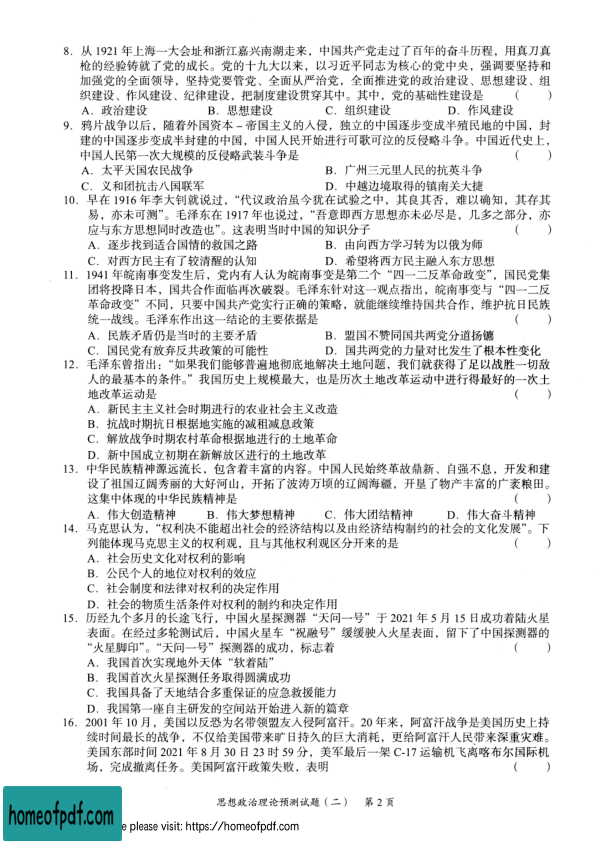 8．从 1921 年上海一大会址和浙江嘉兴南湖走来，中国共产党走过了百年的奋斗历程，用真刀真
枪的经验铸就了党的成长。党的十九大以来，以习近平同志为核心的党中央，强调要坚持和
加强党的全面领导，坚持党要管党、全面从严治党，全面推进党的政治建设、思想建设、组
织建设、作风建设、纪律建设，把制度建设贯穿其中。其中，党的基础性建设是 （　　）
A．政治建设　B．思想建设　C．组织建设　D．作风建设
9．鸦片战争以后，随着外国资本－帝国主义的入侵，独立的中国逐步变成半殖民地的中国，封
建的中国逐步变成半封建的中国，中国人民开始进行可歌可泣的反侵略斗争。中国近代史上，
中国人民第一次大规模的反侵略武装斗争是 （　　）
A．太平天国农民战争　B．广州三元里人民的抗英斗争
C．义和团抗击八国联军　D．中越边境取得的镇南关大捷
10．早在 1916 年李大钊就说过，“代议政治虽今犹在试验之中，其良其否，难以确知，其存其
易，亦未可测”。毛泽东在 1917 年也说过，“吾意即西方思想亦未必尽是，几多之部分，亦
应与东方思想同时改造也”。这表明当时中国的知识分子 （　　）
A．逐步找到适合国情的救国之路　B．由向西方学习转为以俄为师
C．对西方民主有了较清醒的认知　D．希望将西方民主融入东方思想
11．1941 年皖南事变发生后，党内有人认为皖南事变是第二个“四一二反革命政变”，国民党集
团将投降日本，国共合作面临再次破裂。毛泽东针对这一观点指出，皖南事变与“四一二反
革命政变”不同，只要中国共产党实行正确的策略，就能继续维持国共合作，维护抗日民族
统一战线。毛泽东作出这一结论的主要依据是 （　　）
A．民族矛盾仍是当时的主要矛盾　B．盟国不赞同国共两党分道扬镳
C．国民党有放弃反共政策的可能性　D．国共两党的力量对比发生了根本性变化
12．毛泽东曾指出：“如果我们能够普遍地彻底地解决土地问题，我们就获得了足以战胜一切敌
人的最基本的条件。”我国历史上规模最大，也是历次土地改革运动中进行得最好的一次土
地改革运动是 （　　）
A．新民主主义社会时期进行的农业社会主义改造
B．抗战时期抗日根据地实施的减租减息政策
C．解放战争时期农村革命根据地进行的土地革命
D．新中国成立初期在新解放区进行的土地改革
13．中华民族精神源远流长，包含着丰富的内容。中国人民始终革故鼎新、自强不息，开发和建
设了祖国辽阔秀丽的大好河山，开拓了波涛万顷的辽阔海疆，开垦了物产丰富的广袤粮田。
这集中体现的中华民族精神是 （　　）
A．伟大创造精神　B．伟大梦想精神　C．伟大团结精神　D．伟大奋斗精神
14．马克思认为，“权利决不能超出社会的经济结构以及由经济结构制约的社会的文化发展”。下
列能体现马克思主义的权利观，且与其他权利观区分开来的是 （　　）
A．社会历史文化对权利的影响
B．公民个人的地位对权利的效应
C．社会制度和法律对权利的决定作用
D．社会的物质生活条件对权利的制约和决定作用
15．历经九个多月的长途飞行，中国火星探测器“天问一号”于 2021 年 5 月 15 日成功着陆火星
表面。在经过多轮测试后，中国火星车“祝融号”缓缓驶入火星表面，留下了中国探测器的
“火星脚印”。“天问一号”探测器的成功，标志着 （　　）
A．我国首次实现地外天体“软着陆”
B．我国首次火星探测任务取得圆满成功
C．我国具备了天地结合多重保证的应急救援能力
D．我国第一座自主研发的空间站开始进入新的篇章
16．2001 年 10 月，美国以反恐为名带领盟友入侵阿富汗。20 年来，阿富汗战争是美国历史上持
续时间最长的战争，不仅给美国带来旷日持久的巨大消耗，更给阿富汗人民带来深重灾难。
美国东部时间 2021 年 8 月 30 日 23 时 59 分，美军最后一架 C-17 运输机飞离喀布尔国际机
场，完成撤离任务。美国阿富汗政策失败，表明 （　　）
思想政治理论预测试题（二）　第 2 页
homeofpdf.com
e please visit: https://homeofpdf.com